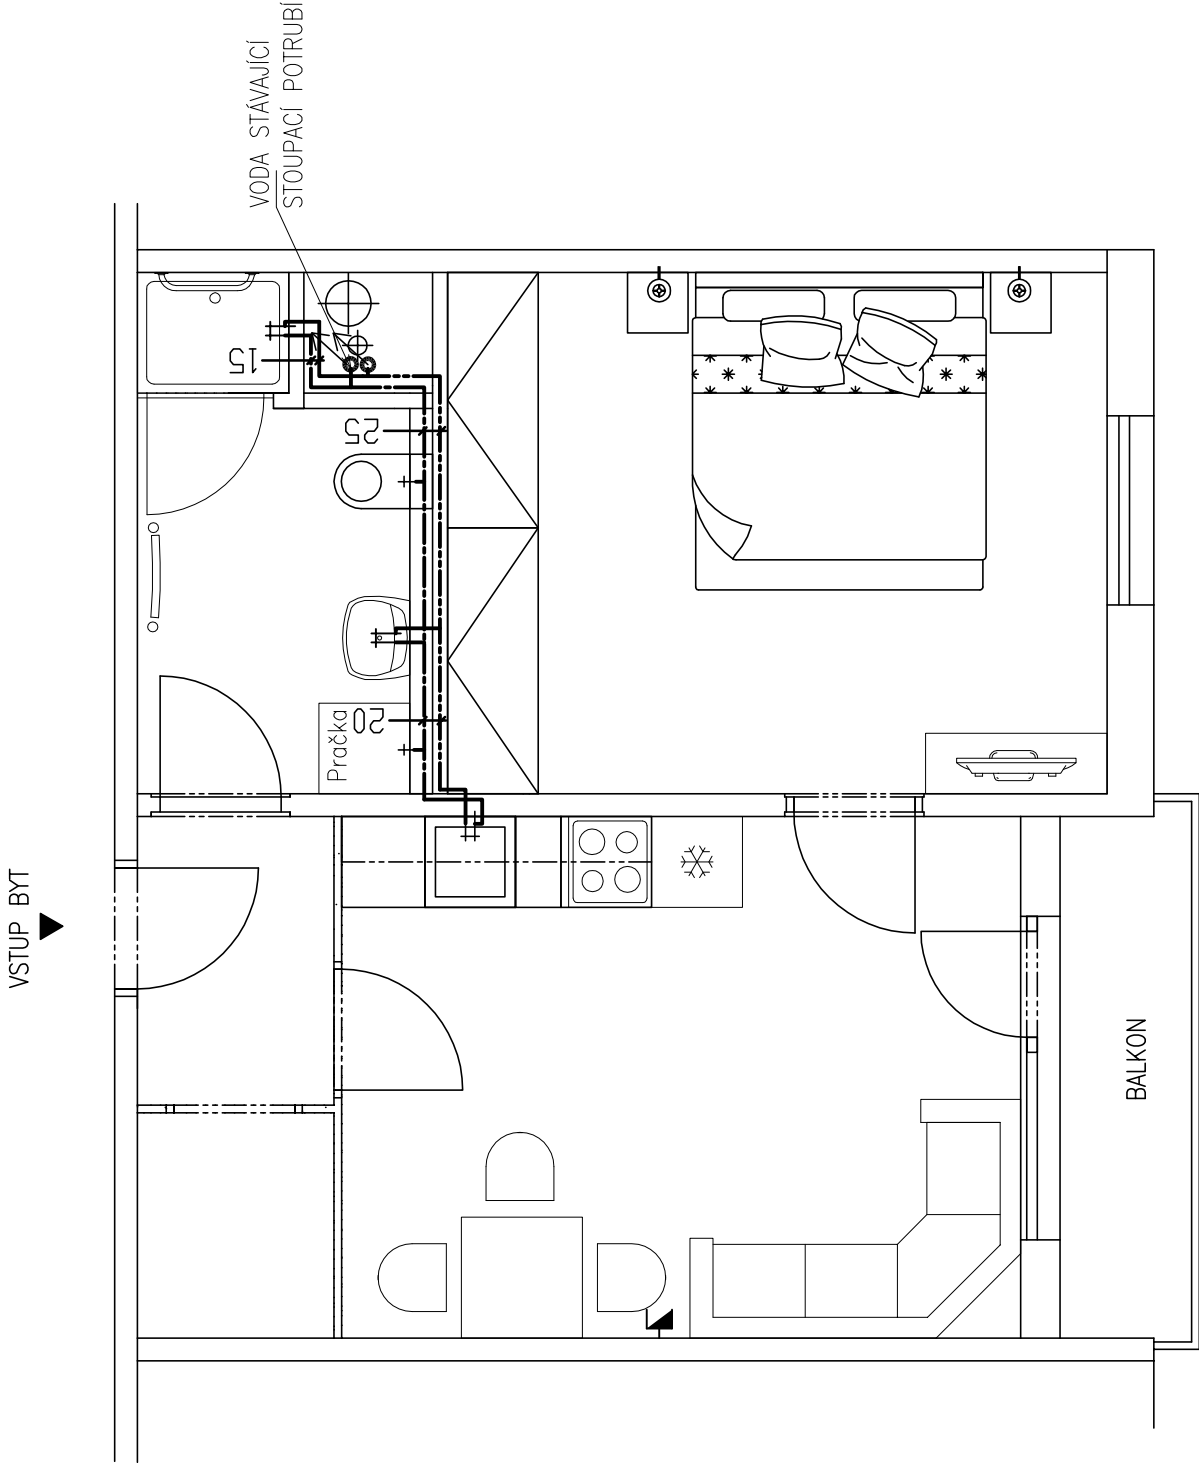 VODA STÁVAJÍCÍ
STOUPACÍ POTRUBÍ
15
25
20
Pračka
VSTUP BYT
BALKON